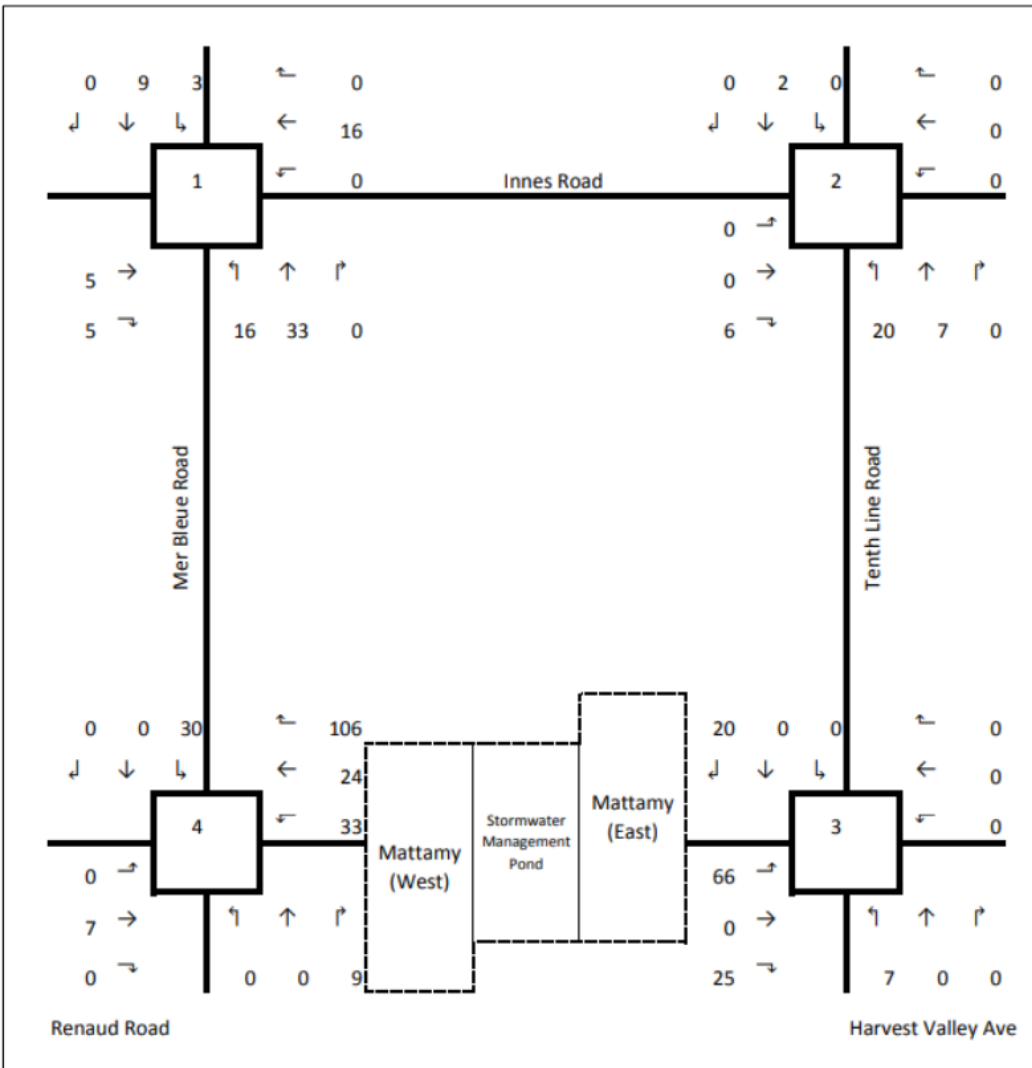 0 9 3 0
16
1 0
5
5 16 33 0
Innes Road
0 2 0 0
0
2 0
0
0
6 20 7 0
Mer Bleue Road
Tenth Line Road
0 0 30 106
24
4 33
0
7
0 0 0 9
Mattamy
(West)
Stormwater
Management
Pond
Mattamy
(East)
20 0 0 0
0
3 0
66
0
25 7 0 0
Renaud Road
Harvest Valley Ave